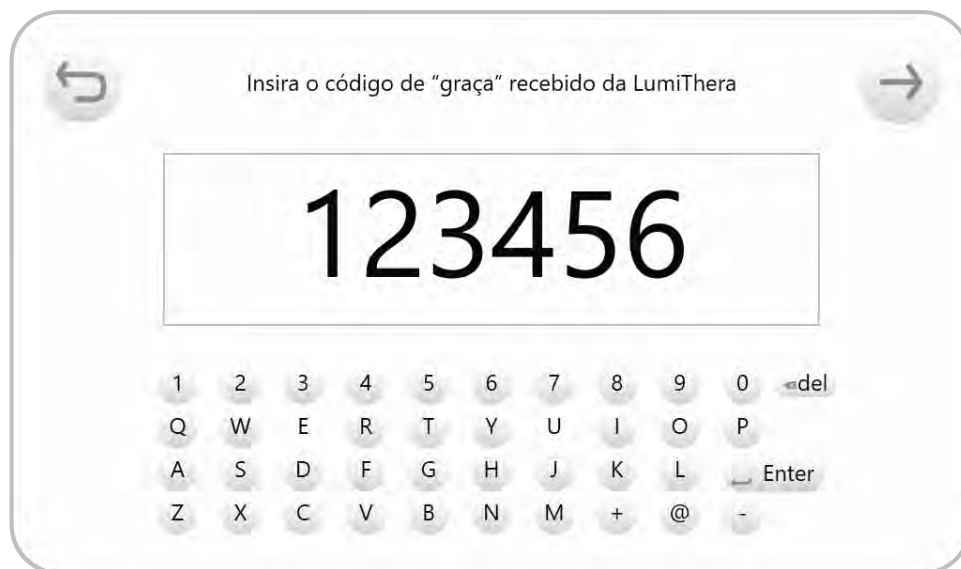 Insira o código de “graça” recebido da LumiThera
123456
1 2 3 4 5 6 7 8 9 0 del
Q W E R T Y U I O P
A S D F G H J K L Enter
Z X C V B N M + @ -